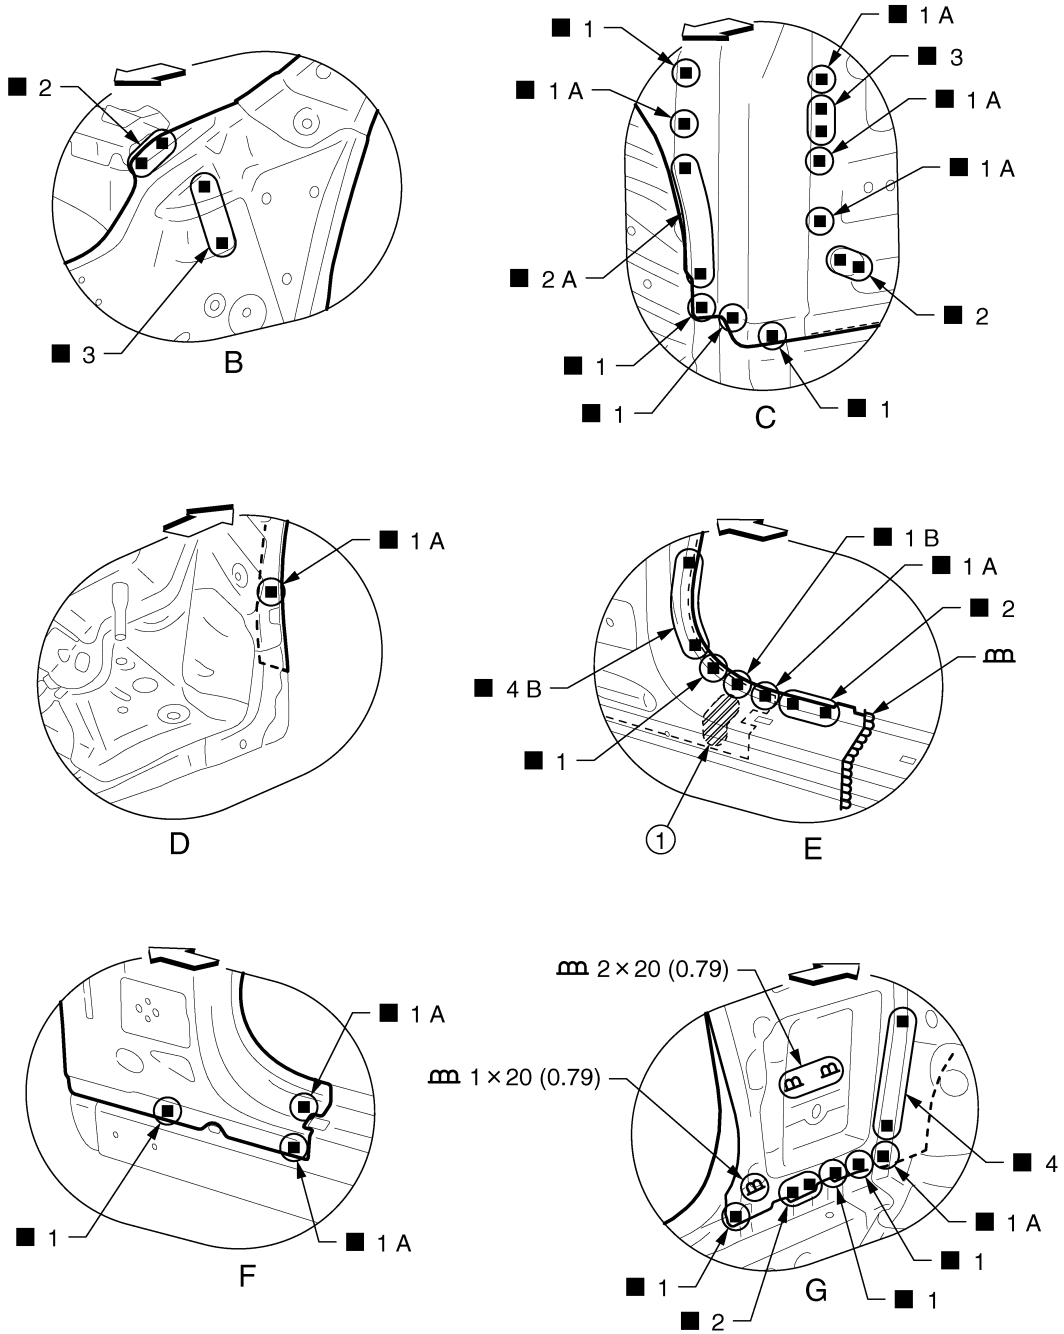 ■ 2
■ 3
B
■ 1
■ 1 A
■ 1 A
■ 3
■ 1 A
■ 1 A
■ 2 A
■ 2
■ 1
■ 1
■ 1
C
■ 1 A
D
■ 1 B
■ 1 A
■ 2
■ 4 B
■ 1
1
E
■ 1 A
■ 1
■ 1 A
F
2×20 (0.79)
1×20 (0.79)
■ 4
■ 1 A
■ 1
■ 1
■ 1
■ 2
G